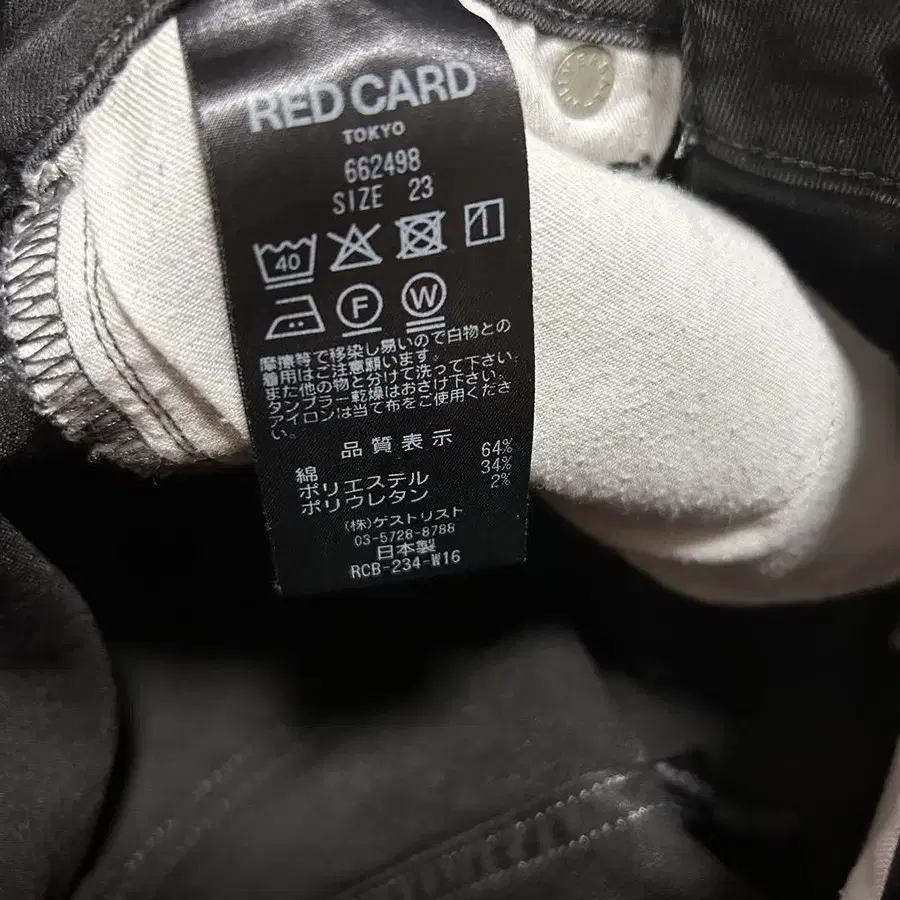 RED CARD
TOKYO
662498
SIZE 23
40
F W
摩擦等で移染し易いので白物との
着用はご注意願います。
また他の物と分けて洗って下さい。
タンブラー乾燥はおさけ下さい。
アイロンは当て布をご使用くださ
い。
品質表示
綿 64%
ポリエステル 34%
ポリウレタン 2%
(株)ゲストリスト
03-5728-8788
日本製
RCB-234-W16